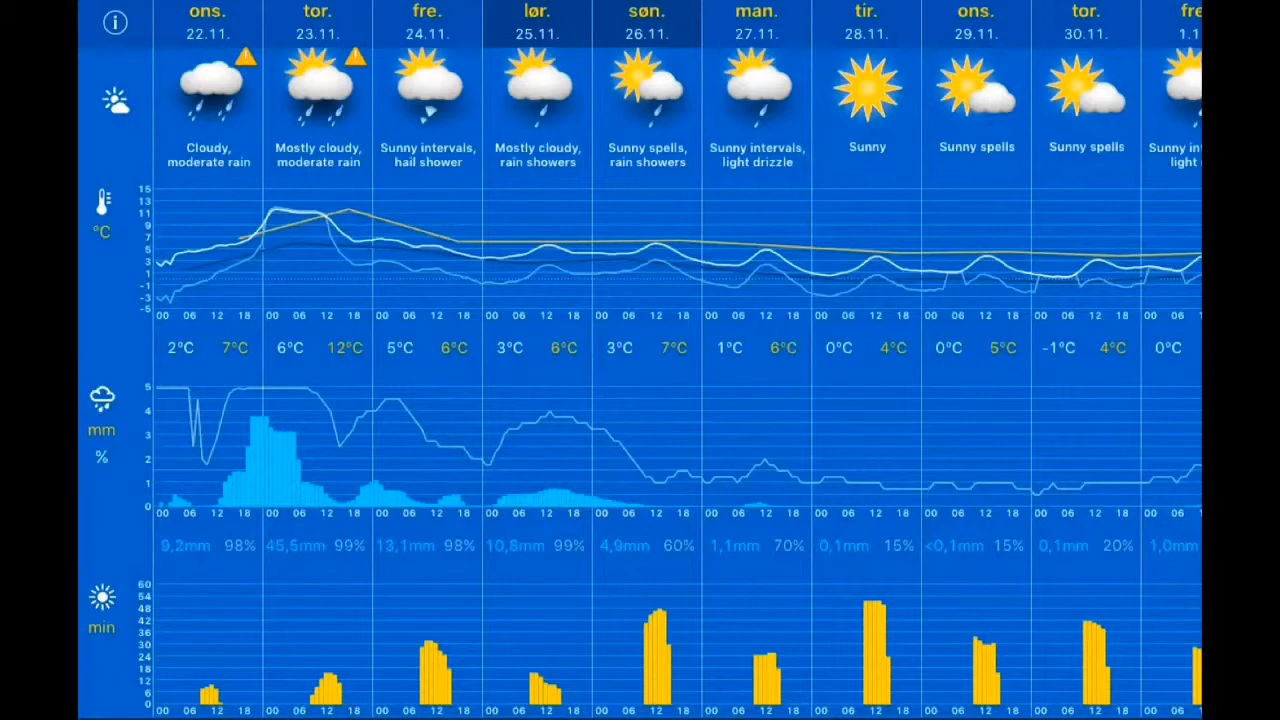 ons. tor. fre. lør. søn. man. tir. ons. tor. fre
22.11. 23.11. 24.11. 25.11. 26.11. 27.11. 28.11. 29.11. 30.11. 1.1
Cloudy, Mostly cloudy, Sunny intervals, Mostly cloudy, Sunny spells, Sunny intervals, Sunny Sunny spells Sunny spells Sunny in
moderate rain moderate rain hail shower rain showers rain showers light drizzle light
°C
15
13
11
9
7
5
3
1
-1
-3
-5
00 06 12 18 00 06 12 18 00 06 12 18 00 06 12 18 00 06 12 18 00 06 12 18 00 06 12 18 00 06 12 18 00 06 12 18 00 06 1
2°C 7°C 6°C 12°C 5°C 6°C 3°C 6°C 3°C 7°C 1°C 6°C 0°C 4°C 0°C 5°C -1°C 4°C 0°C
mm
%
5
4
3
2
1
0
00 06 12 18 00 06 12 18 00 06 12 18 00 06 12 18 00 06 12 18 00 06 12 18 00 06 12 18 00 06 12 18 00 06 12 18 00 06 1
9,2mm 98% 45,5mm 99% 13,1mm 98% 10,8mm 99% 4,9mm 60% 1,1mm 70% 0,1mm 15% <0,1mm 15% 0,1mm 20% 1,0mm
min
60
54
48
42
36
30
24
18
12
6
0
00 06 12 18 00 06 12 18 00 06 12 18 00 06 12 18 00 06 12 18 00 06 12 18 00 06 12 18 00 06 12 18 00 06 12 18 00 06 1